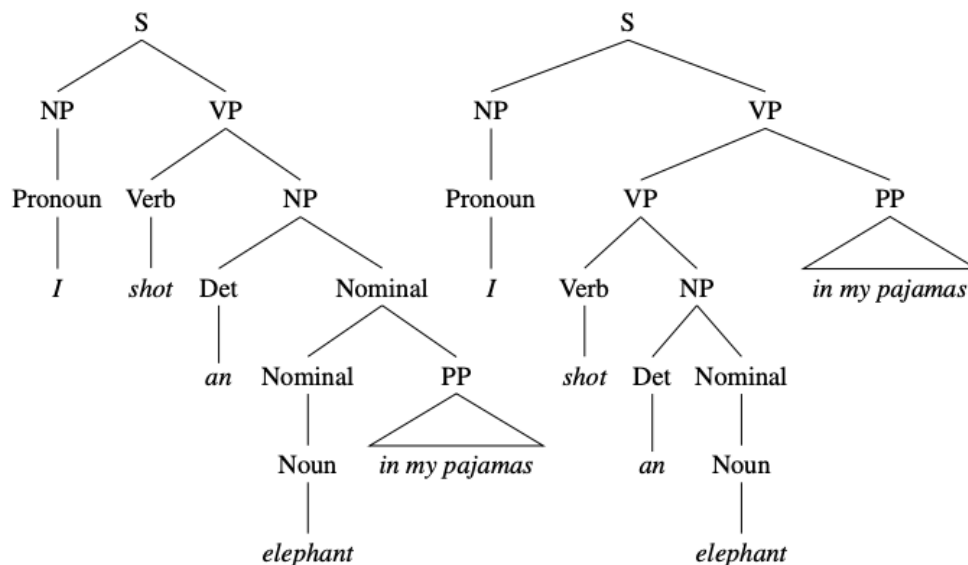 S S
NP VP NP VP
Pronoun Verb NP Pronoun VP PP
I shot Det Nominal I Verb NP in my pajamas
an Nominal PP shot Det Nominal
Noun in my pajamas an Noun
elephant elephant